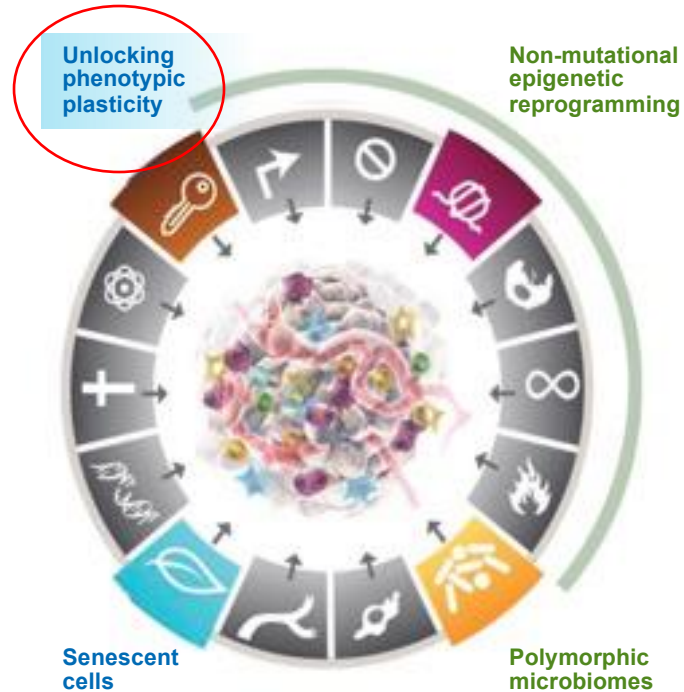 Unlocking
phenotypic
plasticity
Non-mutational
epigenetic
reprogramming
Senescent
cells
Polymorphic
microbiomes